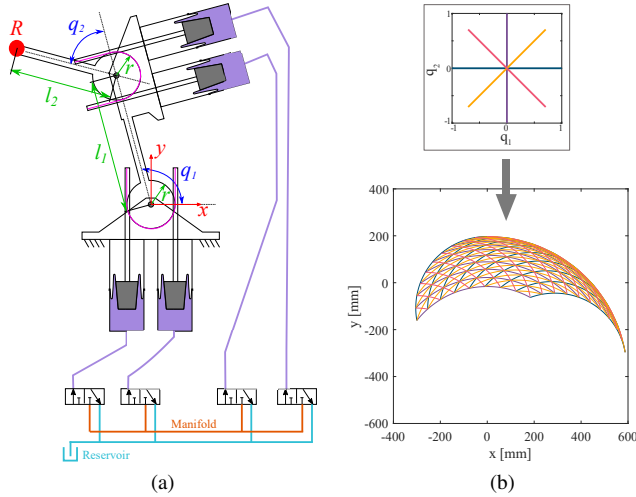 R
q2
r
l2
l1
y
q1
r
x
Manifold
Reservoir
(a)
1
q2
0
-1
-1 0 1
q1
400
200
0
-200
-400
-600
y [mm]
-400 -200 0 200 400 600
x [mm]
(b)